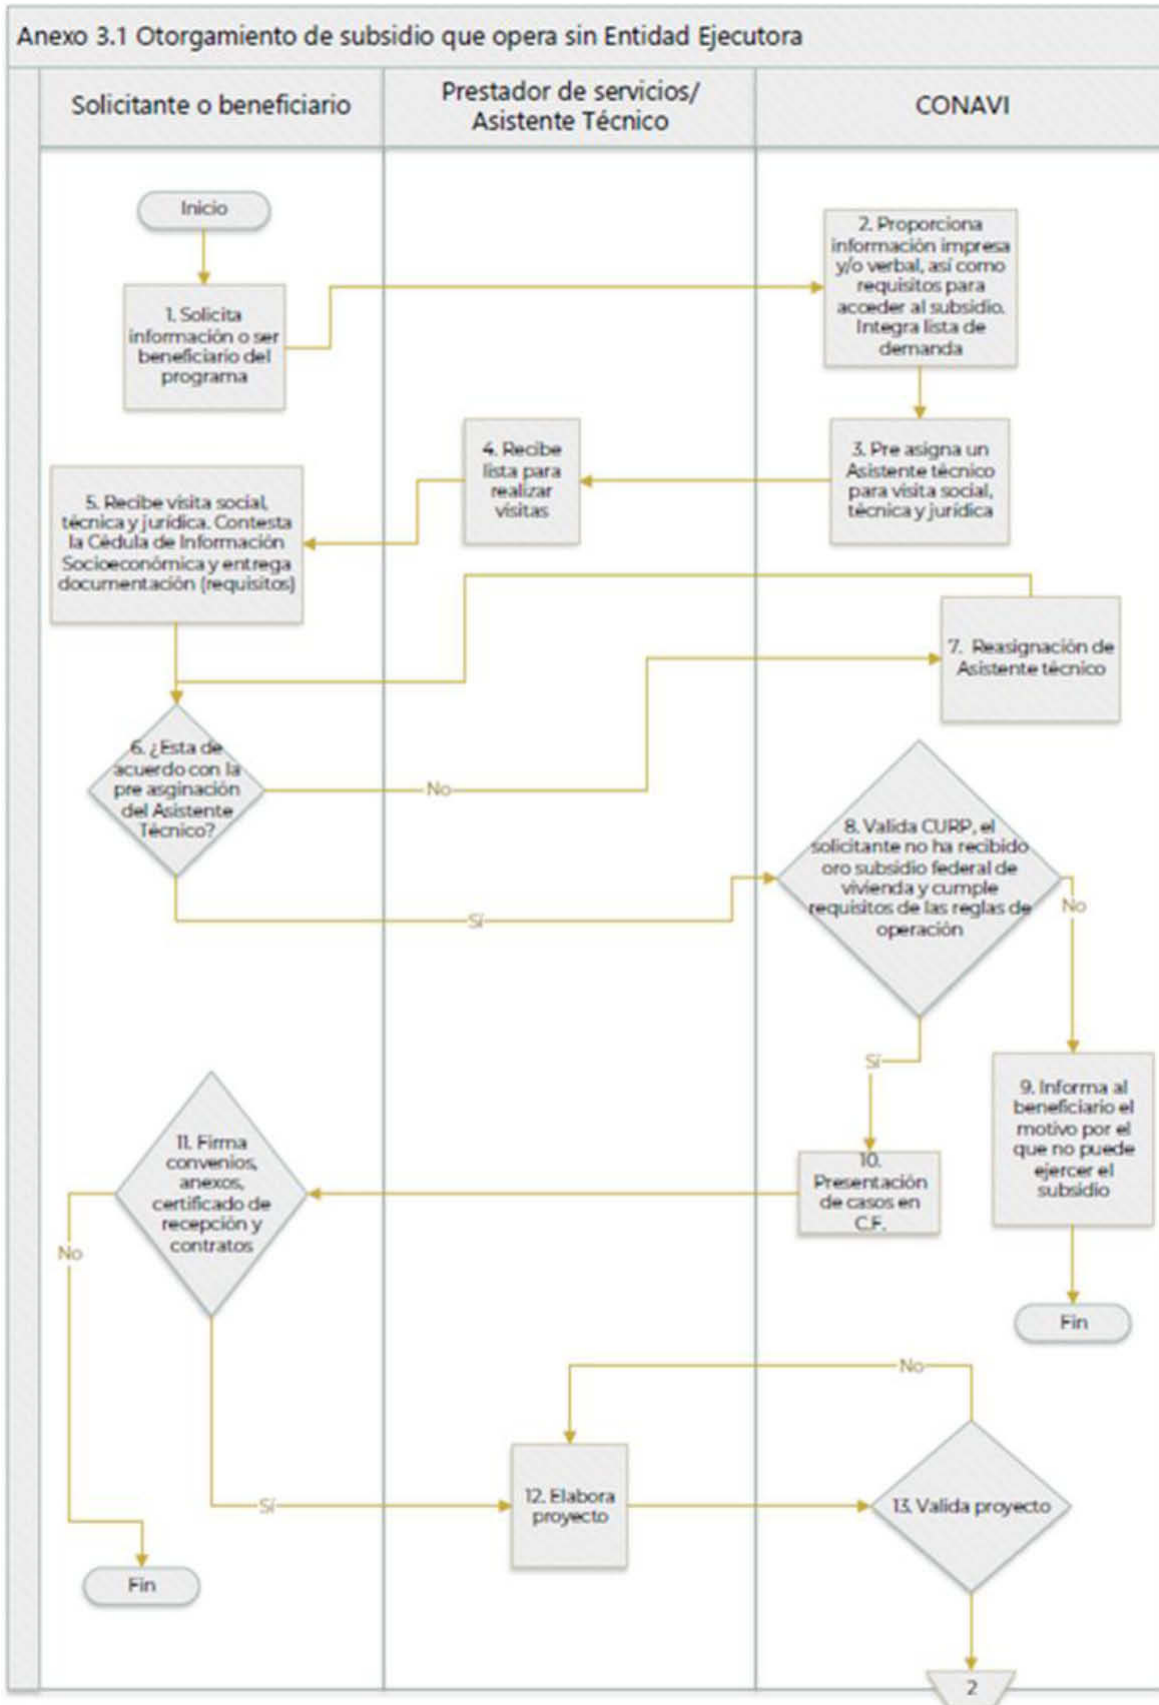 Anexo 3.1 Otorgamiento de subsidio que opera sin Entidad Ejecutora
Solicitante o beneficiario
Prestador de servicios/
Asistente Técnico
CONAVI
Inicio
1. Solicita
información o ser
beneficiario del
programa
2. Proporciona
información impresa
y/o verbal, así como
requisitos para
acceder al subsidio.
Integra lista de
demanda
3. Pre asigna un
Asistente técnico
para visita social,
técnica y jurídica
4. Recibe
lista para
realizar
visitas
5. Recibe visita social,
técnica y jurídica. Contesta
la Cédula de Información
Socioeconómica y entrega
documentación (requisitos)
6. ¿Esta de
acuerdo con la
pre asginación
del Asistente
Técnico?
No
7. Reasignación de
Asistente técnico
Sí
8. Valida CURP, el
solicitante no ha recibido
oro subsidio federal de
vivienda y cumple
requisitos de las reglas de
operación
No
Sí
9. Informa al
beneficiario el
motivo por el
que no puede
ejercer el
subsidio
Fin
10.
Presentación
de casos en
C.F.
11. Firma
convenios,
anexos,
certificado de
recepción y
contratos
No
Sí
Fin
12. Elabora
proyecto
No
13. Valida proyecto
2